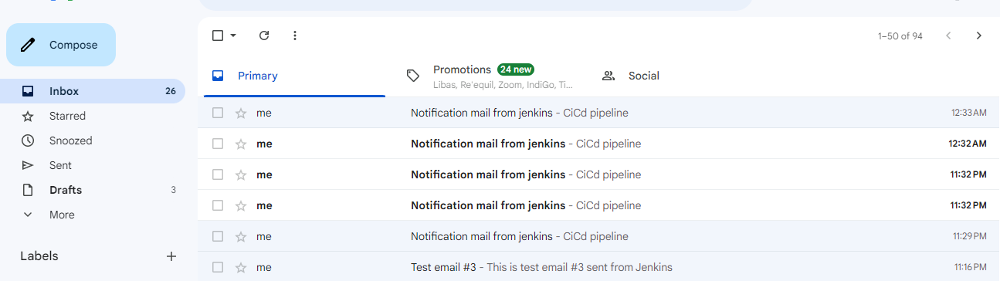 Compose
1–50 of 94
Inbox 26
Starred
Snoozed
Sent
Drafts 3
More
Labels
Primary
Promotions 24 new
Libas, Re'equil, Zoom, IndiGo, Ti...
Social
me Notification mail from jenkins - CiCd pipeline 12:33 AM
me Notification mail from jenkins - CiCd pipeline 12:32 AM
me Notification mail from jenkins - CiCd pipeline 11:32 PM
me Notification mail from jenkins - CiCd pipeline 11:32 PM
me Notification mail from jenkins - CiCd pipeline 11:29 PM
me Test email #3 - This is test email #3 sent from Jenkins 11:16 PM